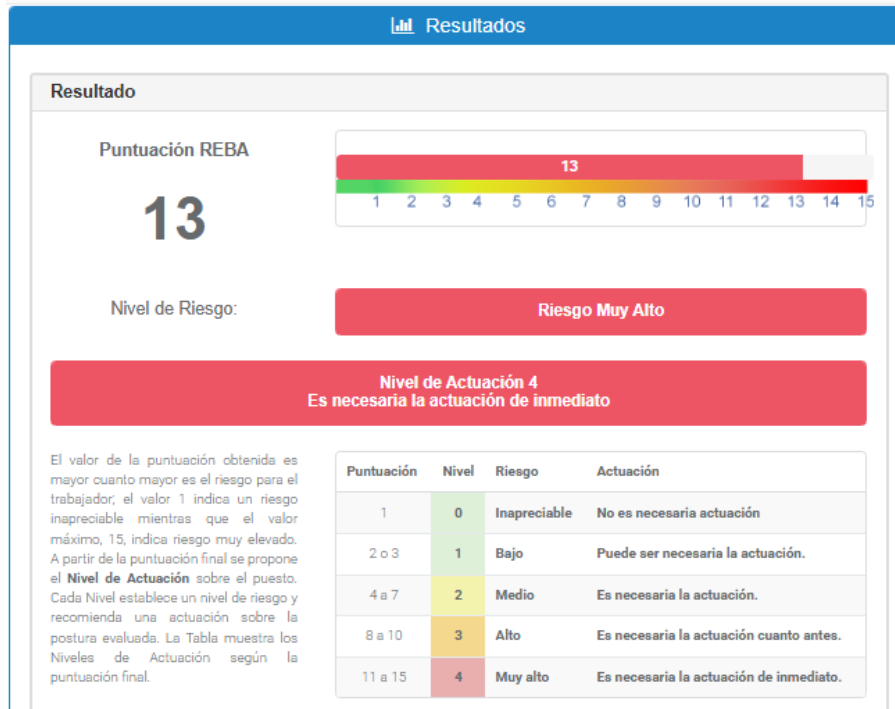 Resultados
Resultado
Puntuación REBA
13
13
1 2 3 4 5 6 7 8 9 10 11 12 13 14 15
Nivel de Riesgo:
Riesgo Muy Alto
Nivel de Actuación 4
Es necesaria la actuación de inmediato
El valor de la puntuación obtenida es
mayor cuanto mayor es el riesgo para el
trabajador; el valor 1 indica un riesgo
inapreciable mientras que el valor
máximo, 15, indica riesgo muy elevado.
A partir de la puntuación final se propone
el Nivel de Actuación sobre el puesto.
Cada Nivel establece un nivel de riesgo y
recomienda una actuación sobre la
postura evaluada. La Tabla muestra los
Niveles de Actuación según la
puntuación final.
Puntuación Nivel Riesgo Actuación
1 0 Inapreciable No es necesaria actuación
2 o 3 1 Bajo Puede ser necesaria la actuación.
4 a 7 2 Medio Es necesaria la actuación.
8 a 10 3 Alto Es necesaria la actuación cuanto antes.
11 a 15 4 Muy alto Es necesaria la actuación de inmediato.